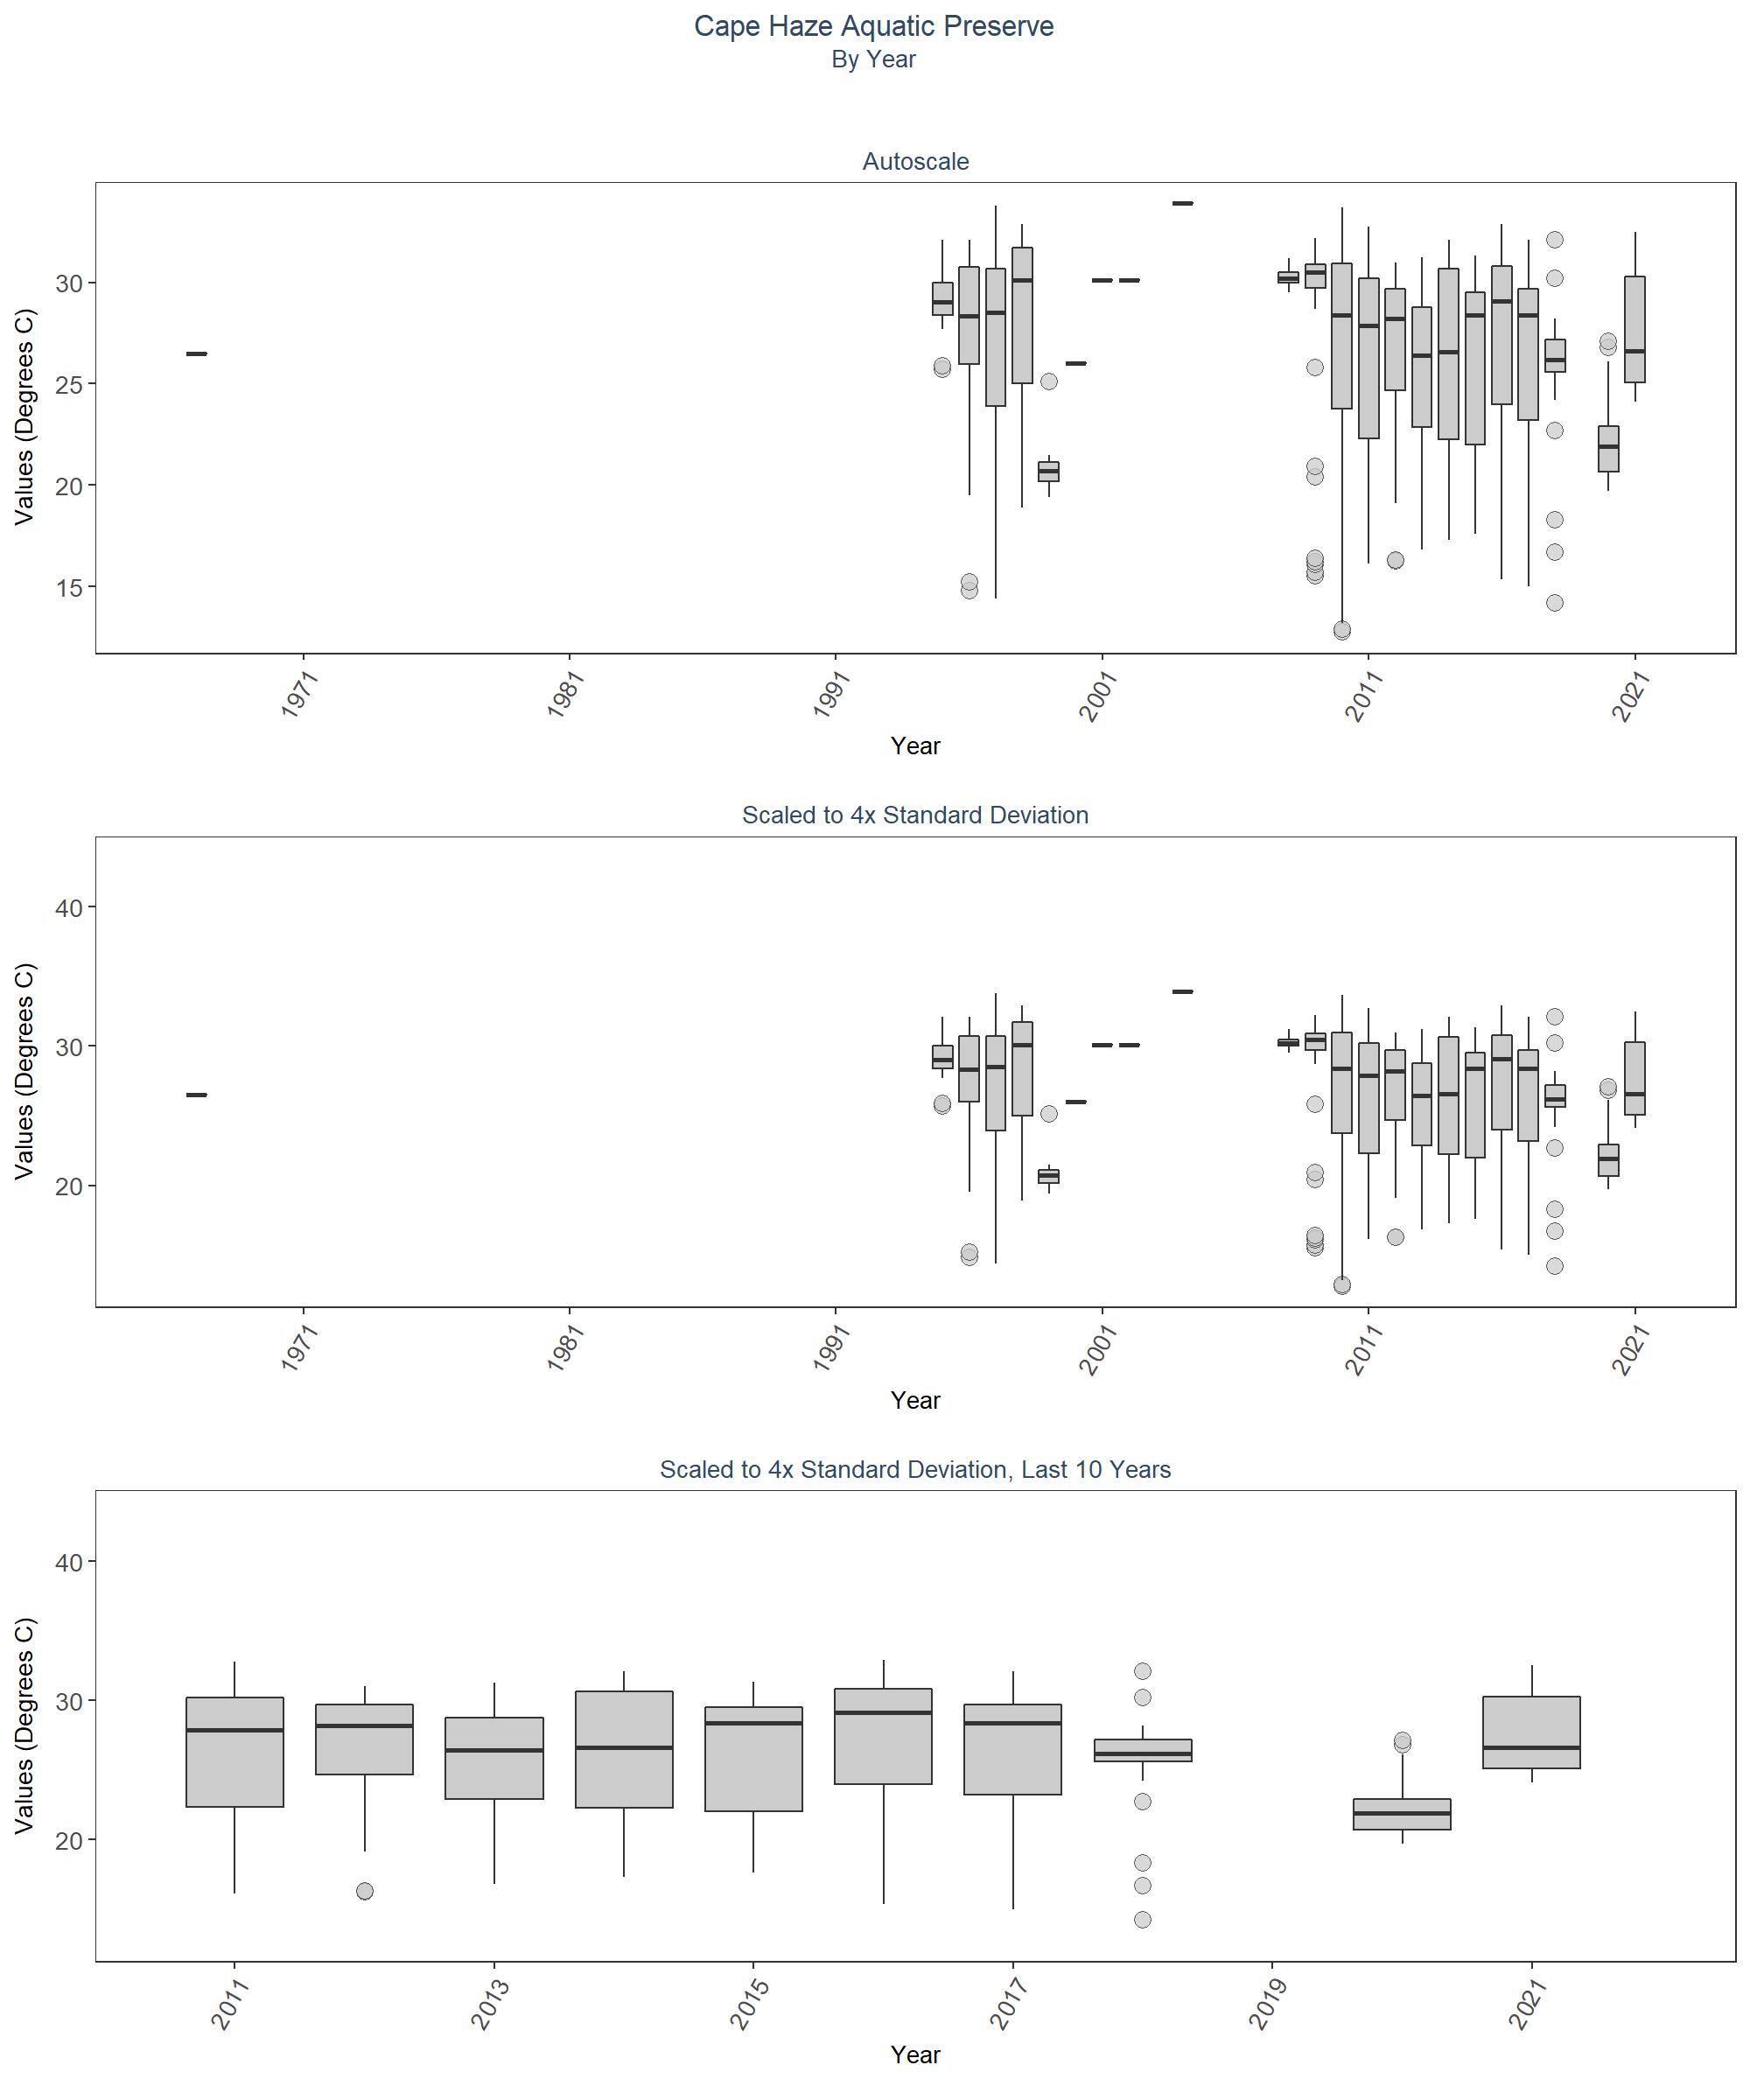 Cape Haze Aquatic Preserve
By Year
Autoscale
Values (Degrees C)
30
25
20
15
1971
1981
1991
2001
2011
2021
Year
Scaled to 4x Standard Deviation
Values (Degrees C)
40
30
20
1971
1981
1991
2001
2011
2021
Year
Scaled to 4x Standard Deviation, Last 10 Years
Values (Degrees C)
40
30
20
2011
2013
2015
2017
2019
2021
Year